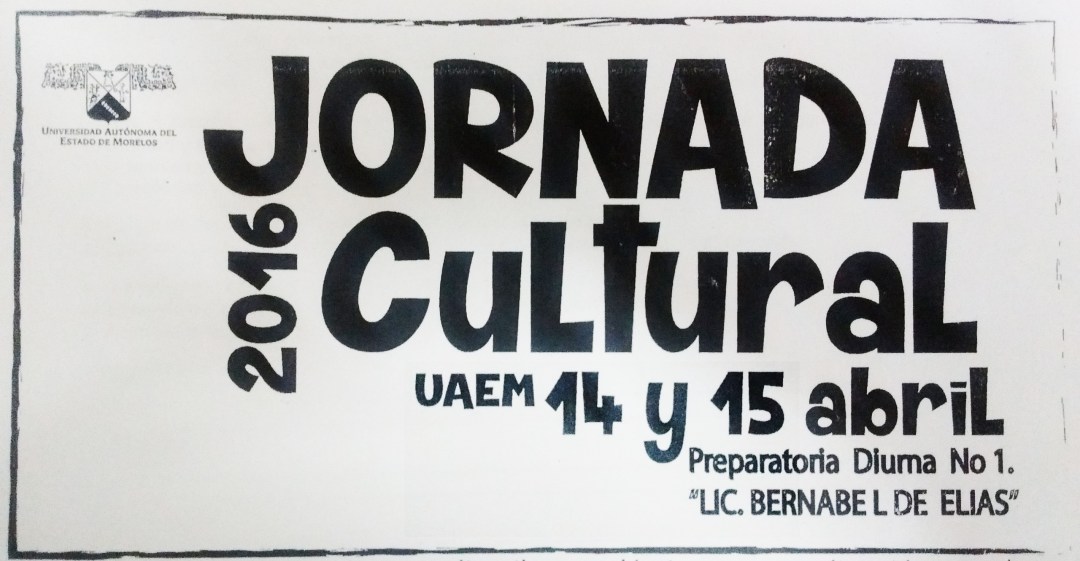 UNIVERSIDAD AUTÓNOMA DEL
ESTADO DE MORELOS
JORNADA
2016
CuLturaL
UAEM 14 y 15 abriL
Preparatoria Diurna No 1.
"LIC. BERNABE L DE ELIAS"